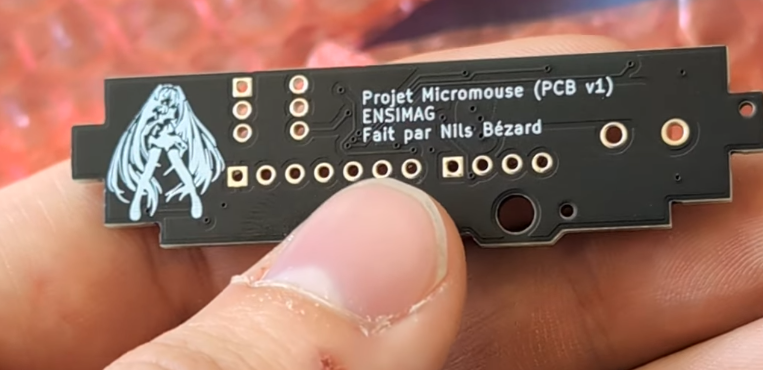 Projet Micromouse (PCB v1)
ENSIMAG
Fait par Nils Bézard